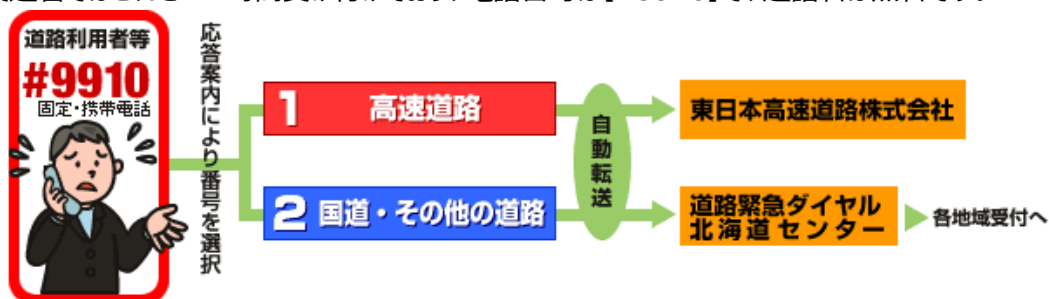 道路利用者等
#9910
固定・携帯電話
応答案内により番号を選択
1 高速道路
2 国道・その他の道路
自動転送
東日本高速道路株式会社
道路緊急ダイヤル
北海道センター
各地域受付へ